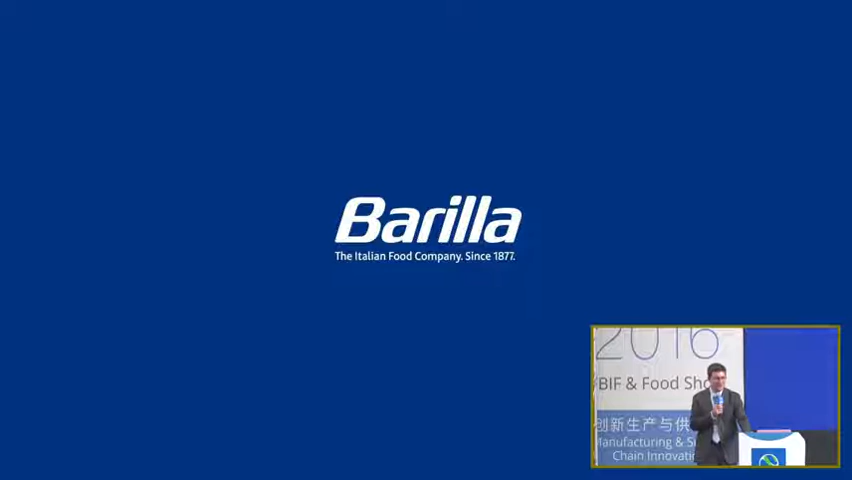 Barilla
The Italian Food Company. Since 1877.
2016
BIF & Food Sho
创新生产与供
Manufacturing & S
Chain Innovati